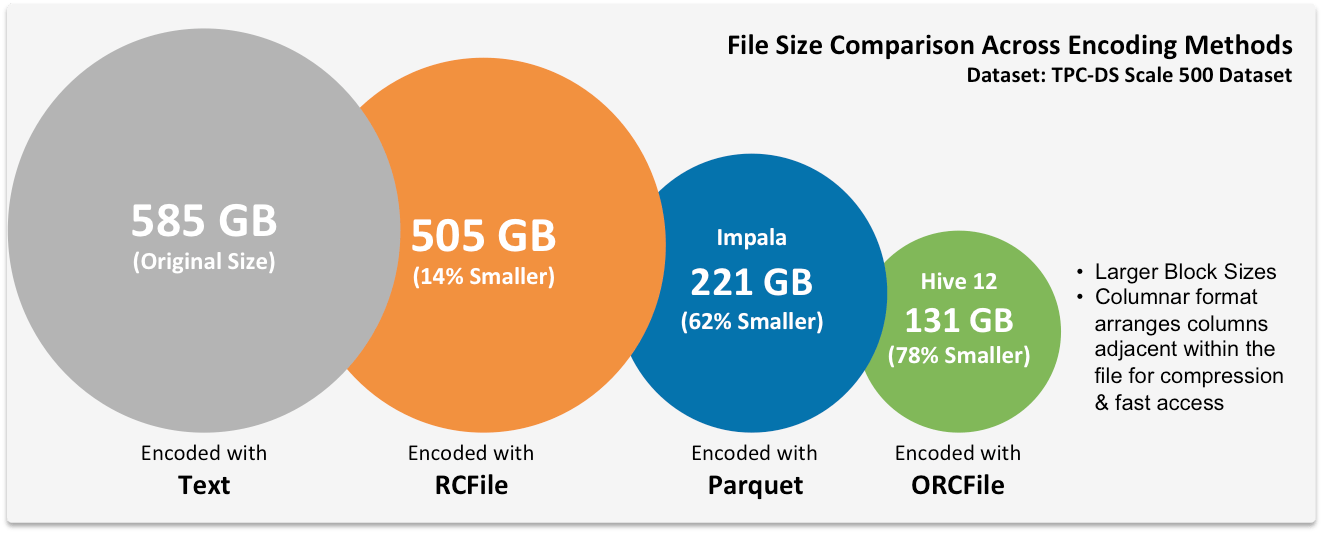 File Size Comparison Across Encoding Methods
Dataset: TPC-DS Scale 500 Dataset
585 GB
(Original Size)
505 GB
(14% Smaller)
Impala
221 GB
(62% Smaller)
Hive 12
131 GB
(78% Smaller)
• Larger Block Sizes
• Columnar format
arranges columns
adjacent within the
file for compression
& fast access
Encoded with
Text
Encoded with
RCFile
Encoded with
Parquet
Encoded with
ORCFile